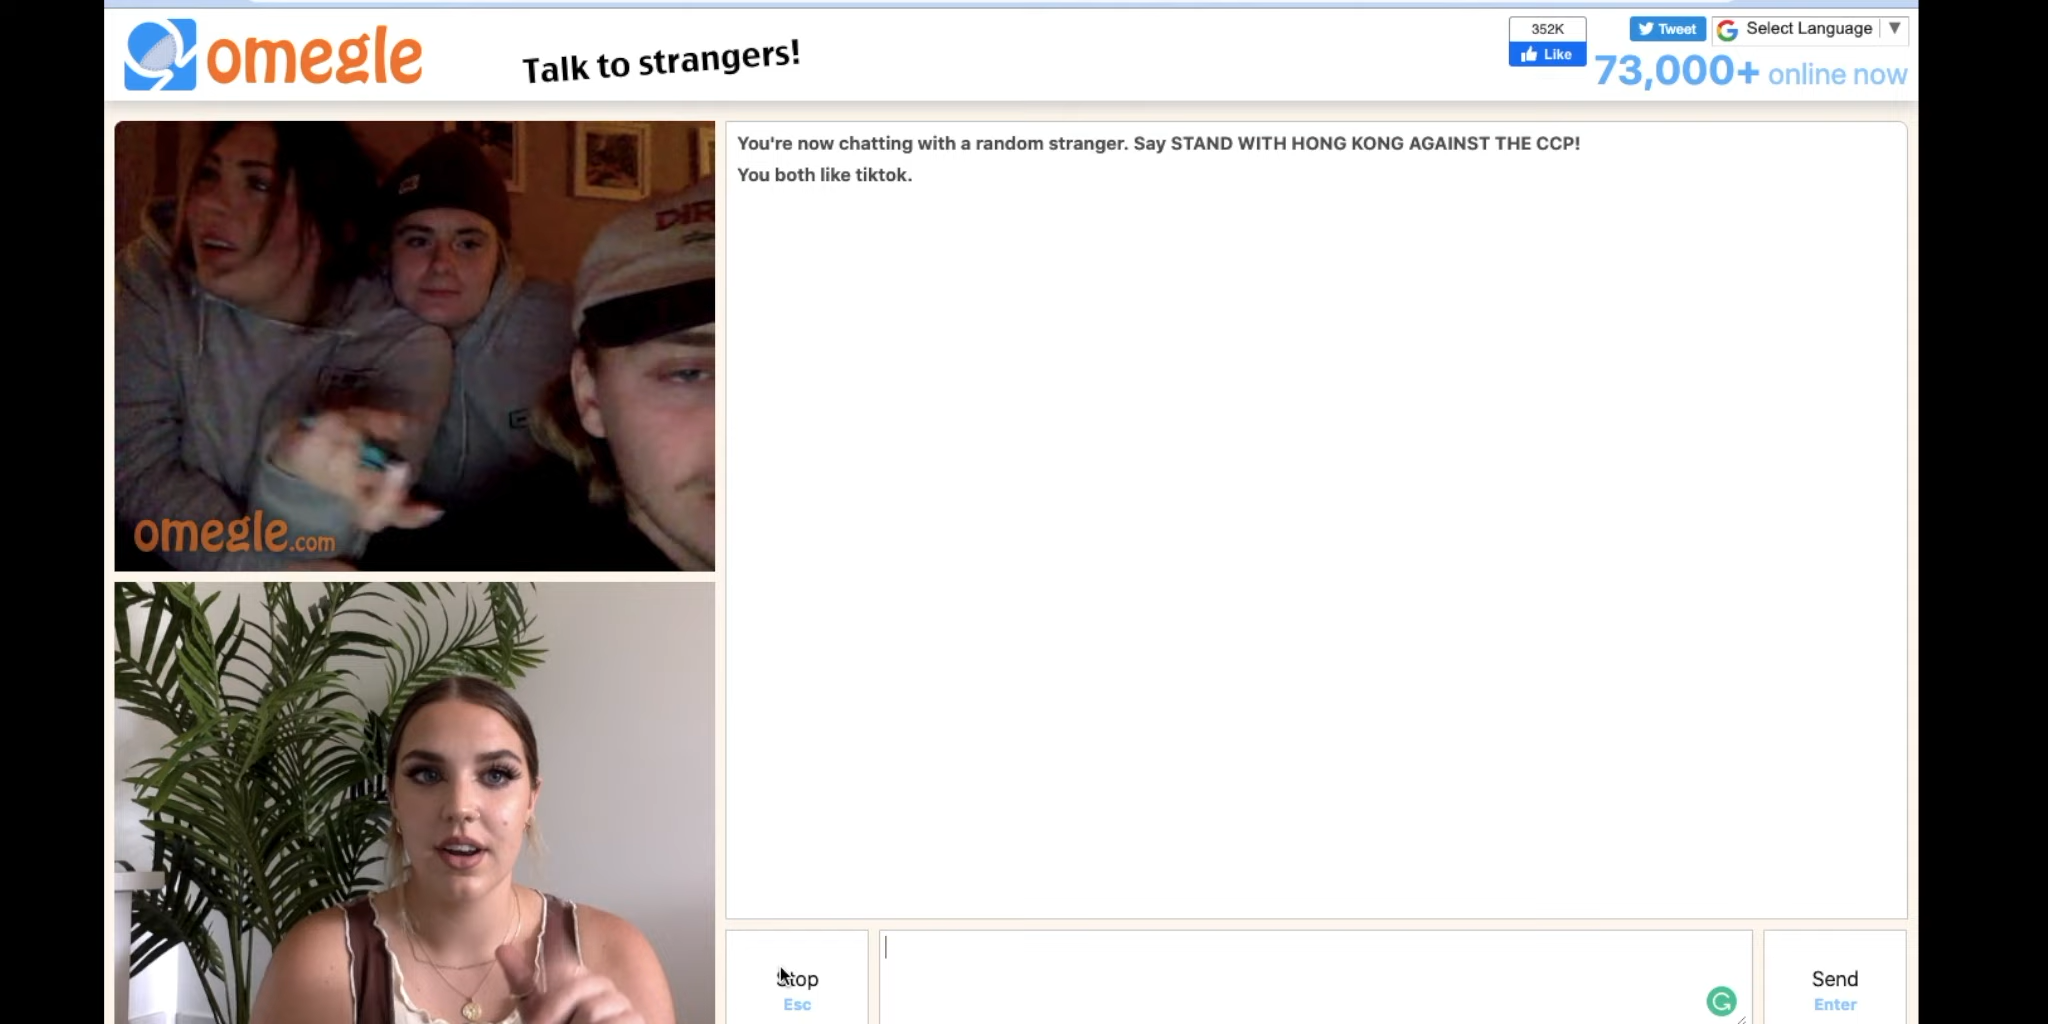 omegle
Talk to strangers!
352K
Like
Tweet
Select Language
73,000+ online now
You're now chatting with a random stranger. Say STAND WITH HONG KONG AGAINST THE CCP!
You both like tiktok.
DIR
omegle.com
Stop
Esc
Send
Enter